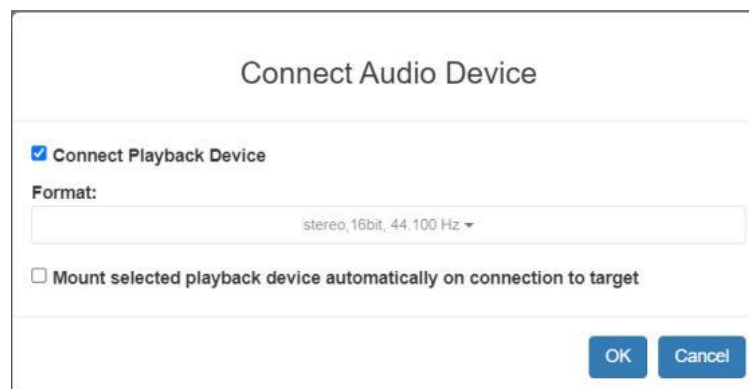 Connect Audio Device
Connect Playback Device
Format:
stereo,16bit, 44.100 Hz
Mount selected playback device automatically on connection to target
OK Cancel